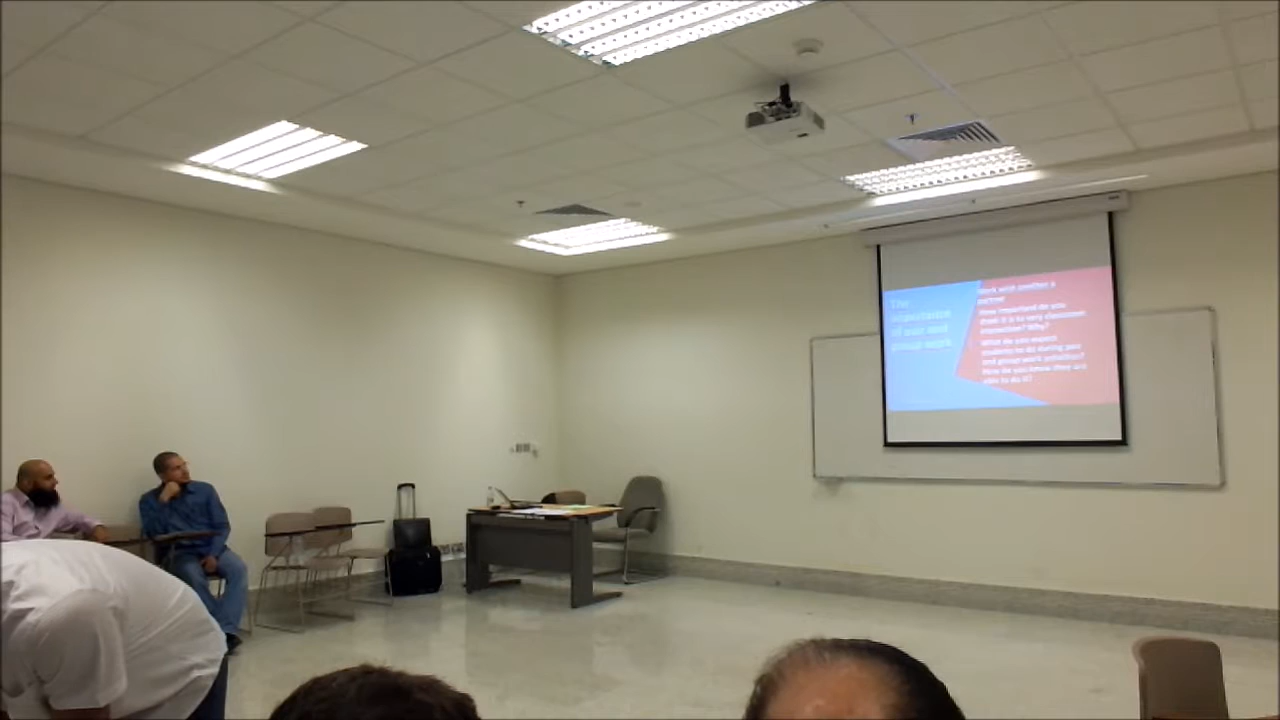 The
importance
of pair and
group work
Work with another a
partner
How important do you
think it is to vary classroom
interaction? Why?
What do you expect
students to do during pair
and group work activities?
How do you know they are
able to do it?